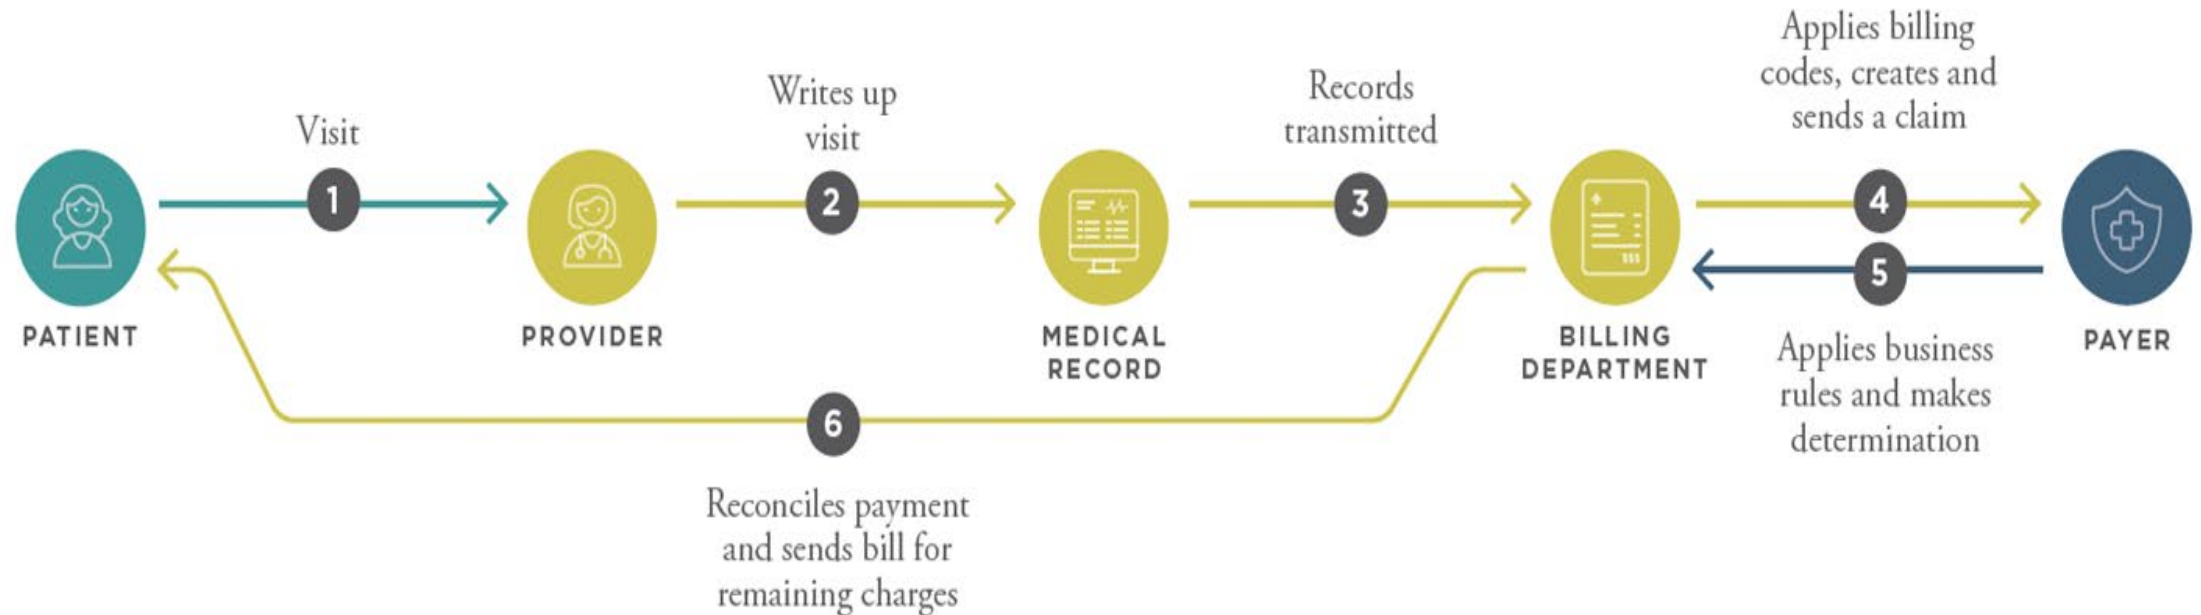 Visit
1
Writes up
visit
2
Records
transmitted
3
Applies billing
codes, creates and
sends a claim
4
5
Applies business
rules and makes
determination
PATIENT
PROVIDER
MEDICAL
RECORD
$$$
BILLING
DEPARTMENT
PAYER
6
Reconciles payment
and sends bill for
remaining charges